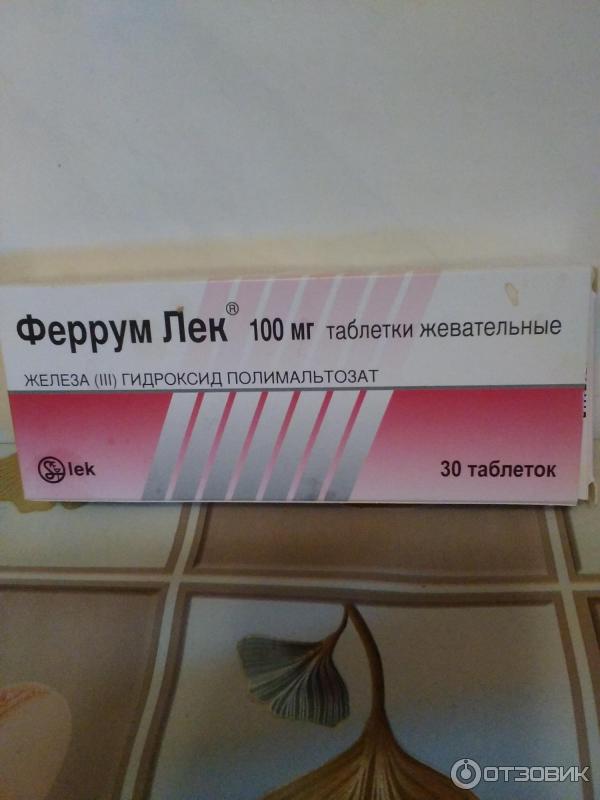 Феррум Лек® 100 мг таблетки жевательные
ЖЕЛЕЗА (III) ГИДРОКСИД ПОЛИМАЛЬТОЗАТ
lek
30 таблеток
ОТЗОВИК